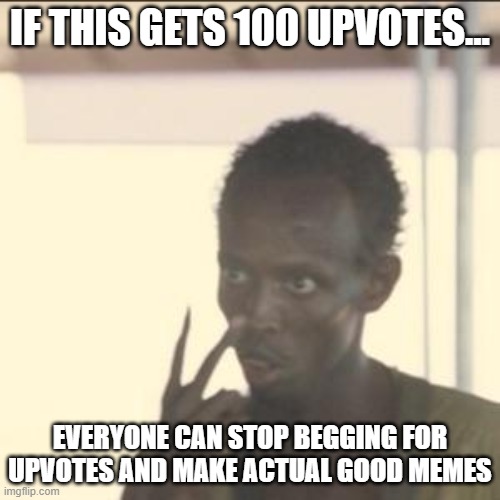 IF THIS GETS 100 UPVOTES...
EVERYONE CAN STOP BEGGING FOR
UPVOTES AND MAKE ACTUAL GOOD MEMES
imgflip.com